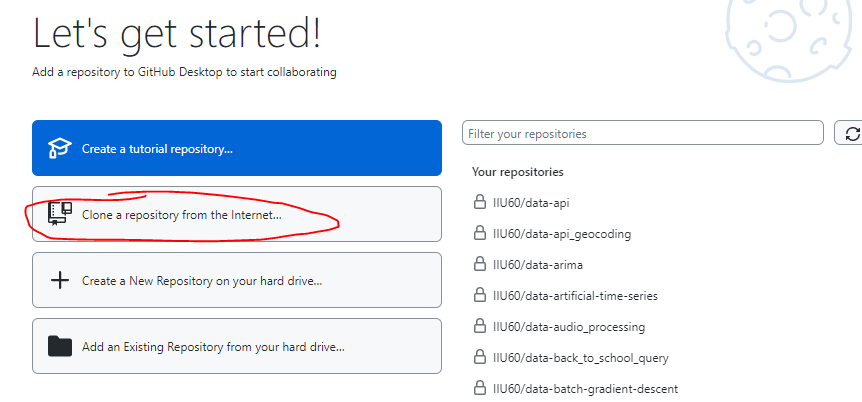 Let's get started!
Add a repository to GitHub Desktop to start collaborating
Create a tutorial repository...
Clone a repository from the Internet...
Create a New Repository on your hard drive...
Add an Existing Repository from your hard drive...
Filter your repositories
Your repositories
IIU60/data-api
IIU60/data-api_geocoding
IIU60/data-arima
IIU60/data-artificial-time-series
IIU60/data-audio_processing
IIU60/data-back_to_school_query
IIU60/data-batch-gradient-descent